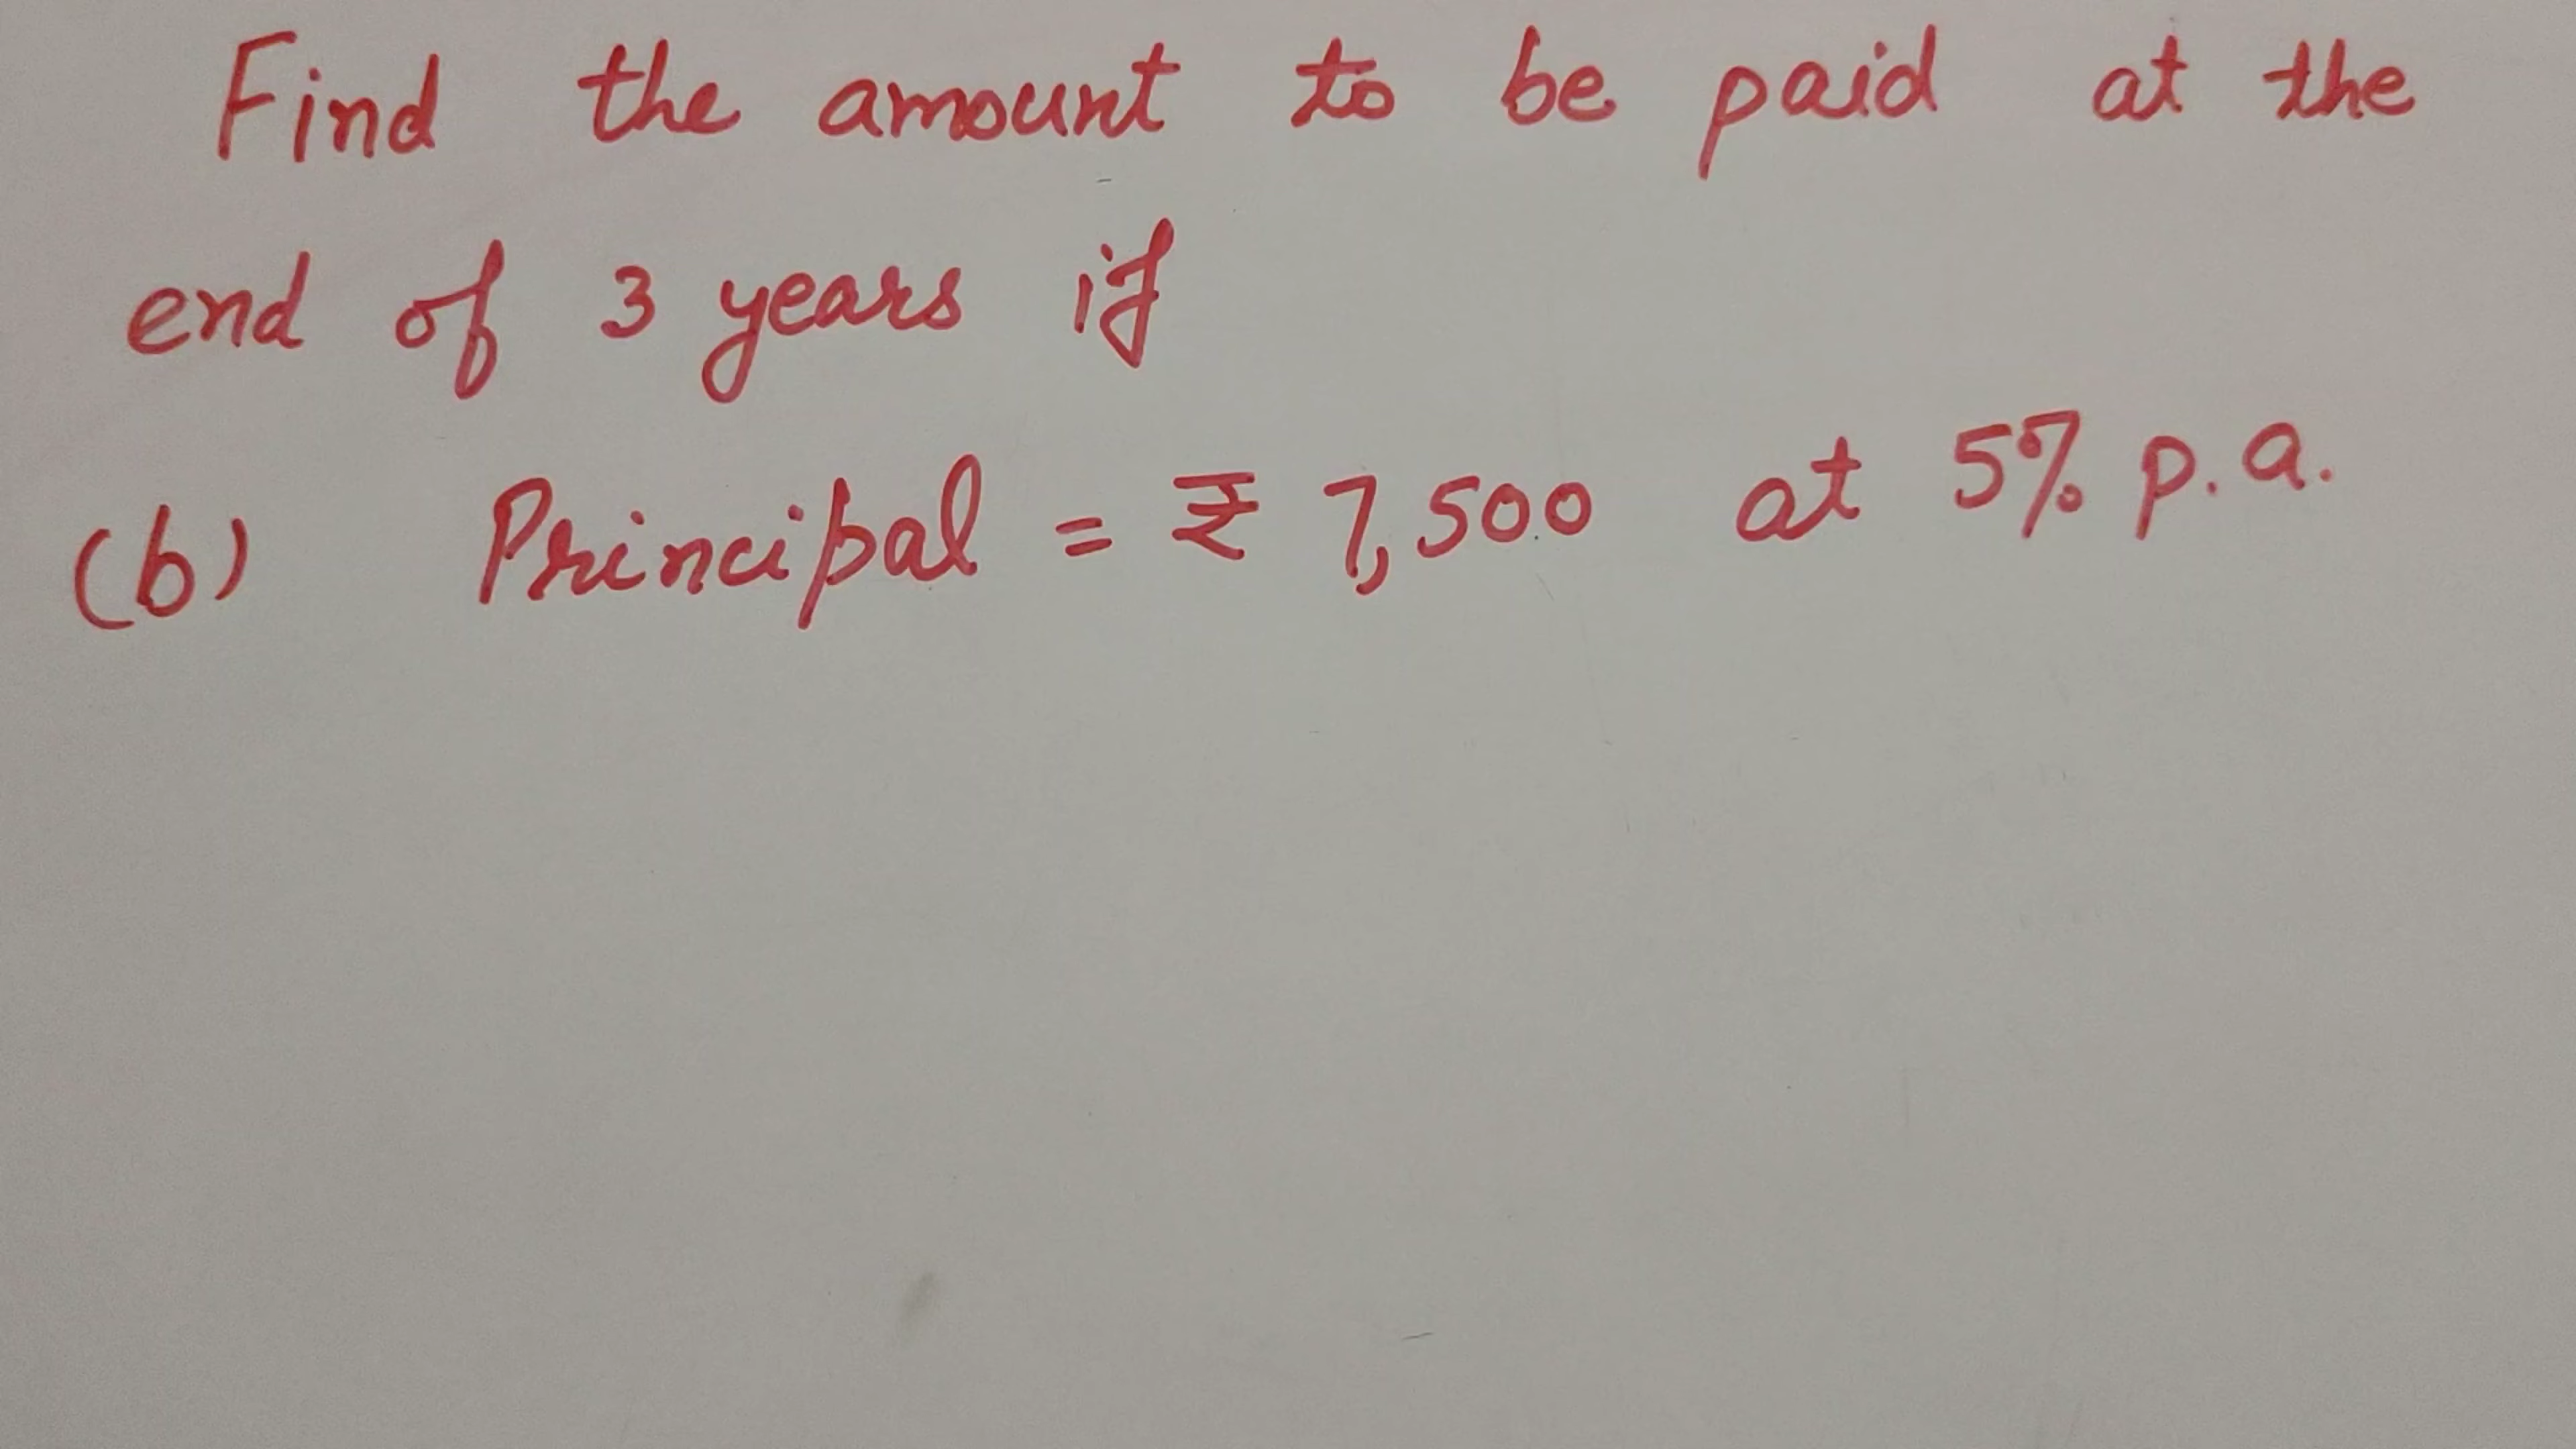 Find the amount to be paid at the
end of 3 years if
(b) Principal = ₹ 7,500 at 5% p.a.